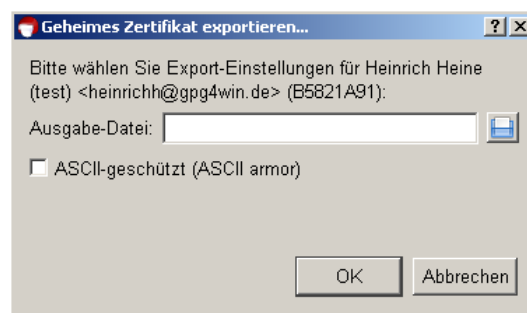 Geheimes Zertifikat exportieren...
Bitte wählen Sie Export-Einstellungen für Heinrich Heine
(test) <heinrichh@gpg4win.de> (B5821A91):
Ausgabe-Datei:
ASCII-geschützt (ASCII armor)
OK Abbrechen